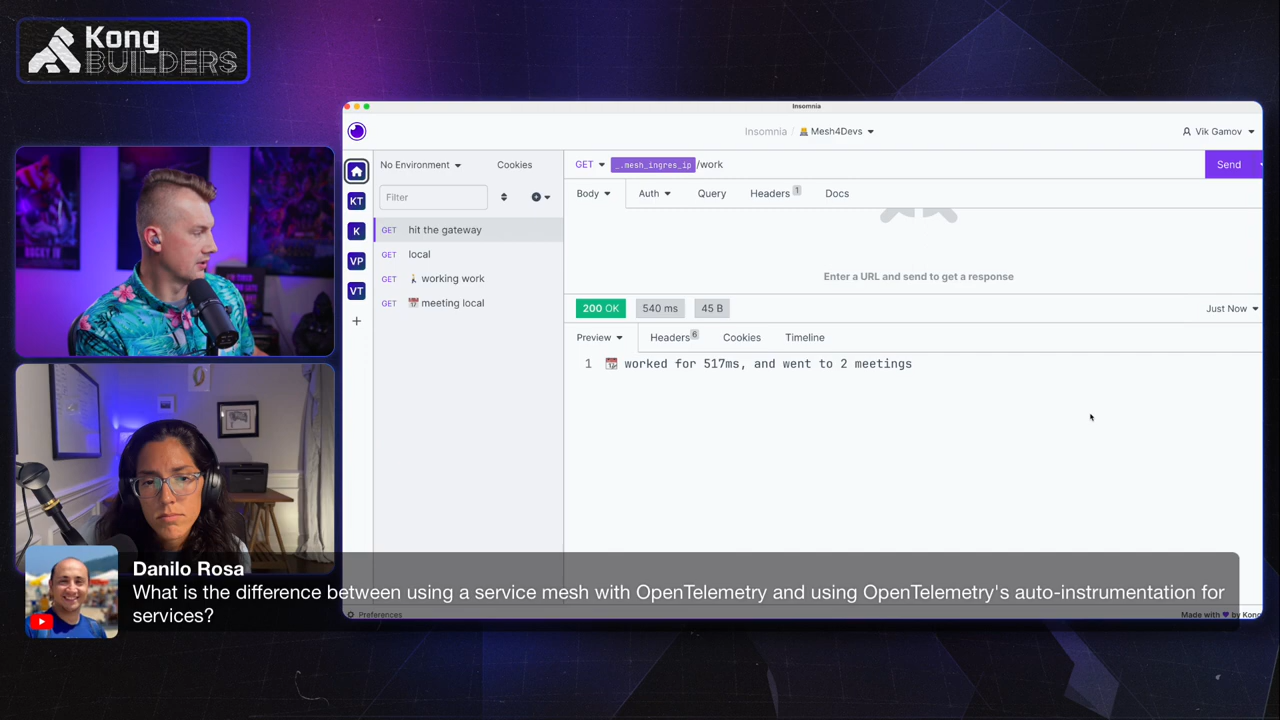 Kong
BUILDERS
Insomnia
Insomnia / Mesh4Devs
Vik Gamov
No Environment
Cookies
GET _.mesh_ingres_ip /work
Send
KT
K
VP
VT
Filter
Body
Auth
Query
Headers 1
Docs
GET hit the gateway
GET local
GET 🚶 working work
GET 📅 meeting local
Enter a URL and send to get a response
200 OK
540 ms
45 B
Just Now
Preview
Headers 6
Cookies
Timeline
1 📆 worked for 517ms, and went to 2 meetings
Danilo Rosa
What is the difference between using a service mesh with OpenTelemetry and using OpenTelemetry's auto-instrumentation for
services?
Preferences
Made with 💜 by Kong